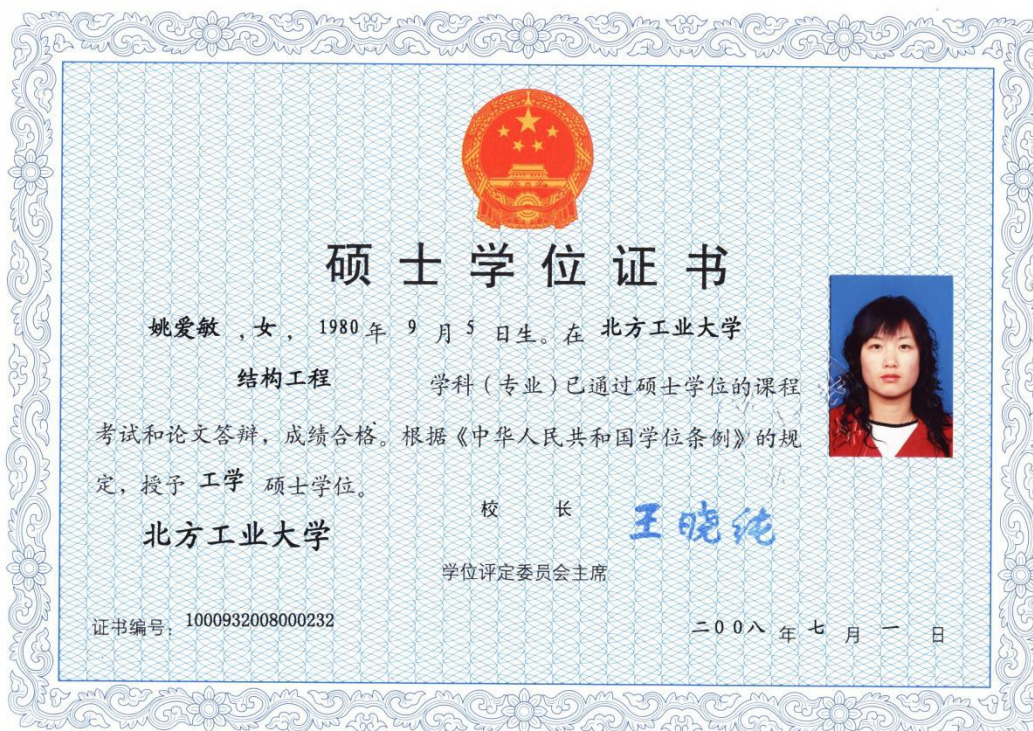 硕士学位证书
姚爱敏，女，1980年 9 月 5 日生。在 北方工业大学
结构工程 学科（专业）已通过硕士学位的课程
考试和论文答辩，成绩合格。根据《中华人民共和国学位条例》的规
定，授予 工学 硕士学位。
校 长 王晓纯
北方工业大学
学位评定委员会主席
证书编号：1000932008000232
二00八 年 七 月 一 日